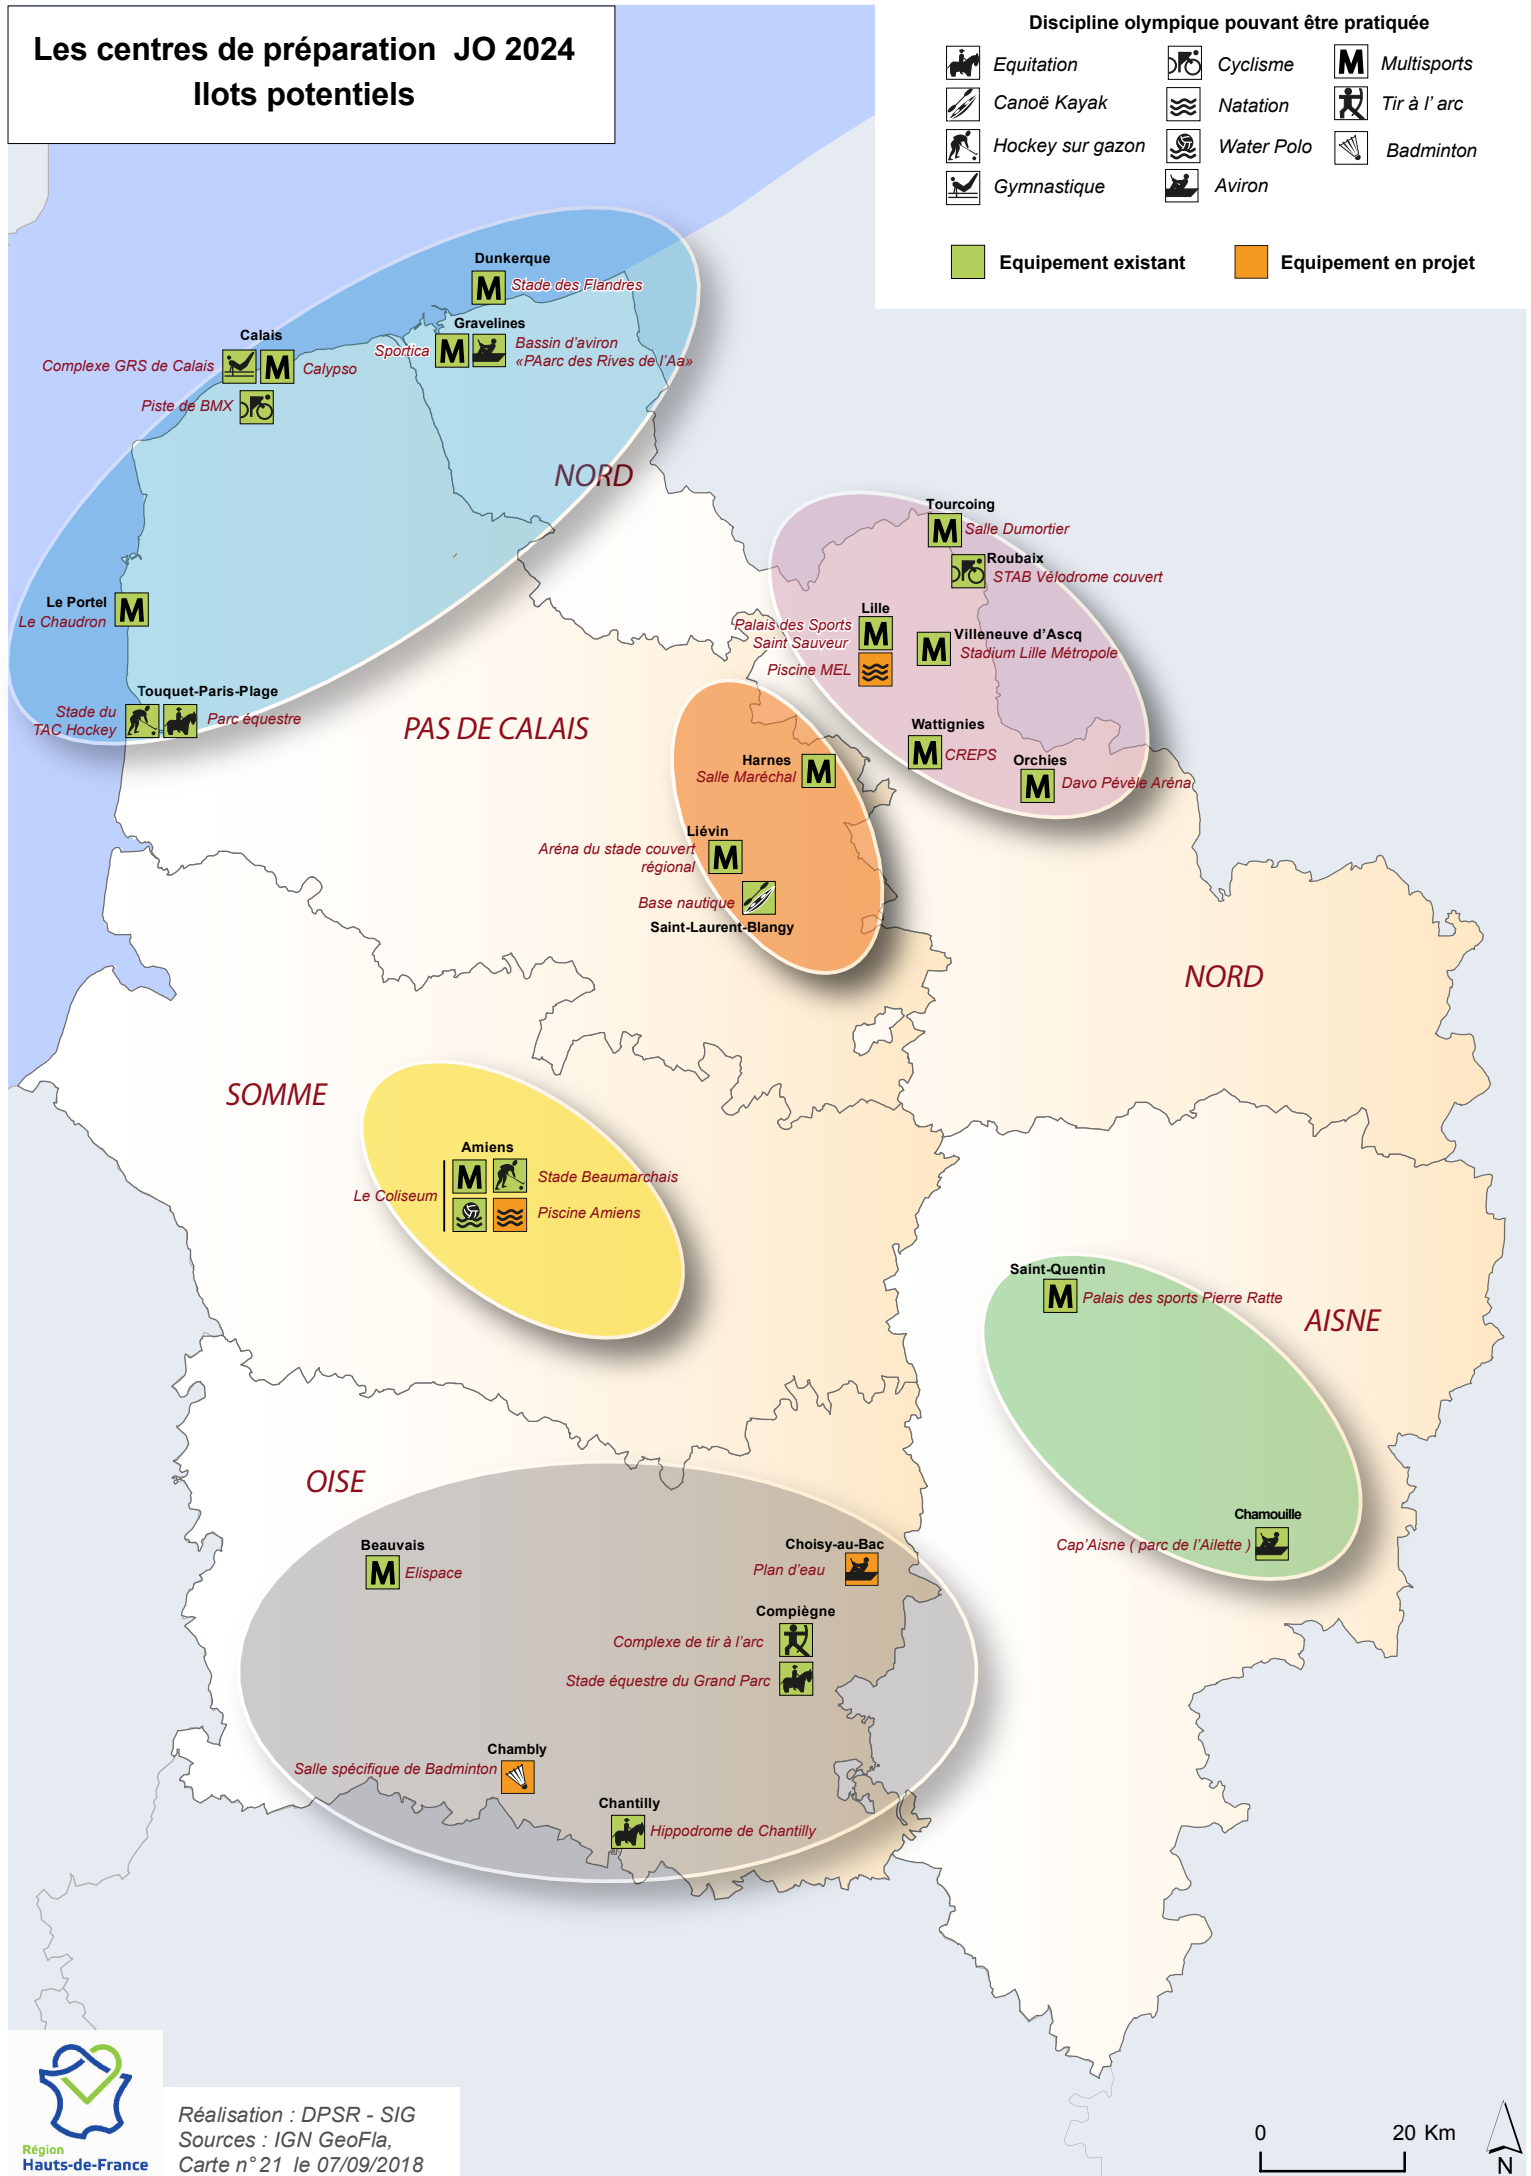 Les centres de préparation  JO 2024
Ilots potentiels
Discipline olympique pouvant être pratiquée
Equitation
Cyclisme
M Multisports
Canoë Kayak
Natation
Tir à l' arc
Hockey sur gazon
Water Polo
Badminton
Gymnastique
Aviron
Equipement existant
Equipement en projet
Dunkerque
M Stade des Flandres
Gravelines
Sportica M
Bassin d'aviron
«PAarc des Rives de l'Aa»
Calais
Complexe GRS de Calais
M Calypso
Piste de BMX
NORD
Le Portel
Le Chaudron
M
Touquet-Paris-Plage
Stade du
TAC Hockey
Parc équestre
PAS DE CALAIS
Tourcoing
M Salle Dumortier
Roubaix
STAB Vélodrome couvert
Lille
Palais des Sports
Saint Sauveur
M
Piscine MEL
Villeneuve d'Ascq
M Stadium Lille Métropole
Wattignies
M CREPS
Orchies
M Davo Pévèle Aréna
Harnes
Salle Maréchal M
Liévin
Aréna du stade couvert
régional
M
Base nautique
Saint-Laurent-Blangy
NORD
SOMME
Amiens
Le Coliseum
M
Stade Beaumarchais
Piscine Amiens
Saint-Quentin
M Palais des sports Pierre Ratte
AISNE
Chamouille
Cap'Aisne ( parc de l'Ailette )
OISE
Beauvais
M Elispace
Choisy-au-Bac
Plan d'eau
Compiègne
Complexe de tir à l'arc
Stade équestre du Grand Parc
Chambly
Salle spécifique de Badminton
Chantilly
Hippodrome de Chantilly
Région
Hauts-de-France
Réalisation : DPSR - SIG
Sources : IGN GeoFla,
Carte n° 21  le 07/09/2018
0 20 Km
N